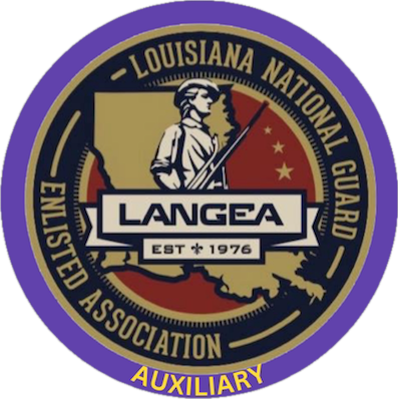 LOUISIANA NATIONAL GUARD
ENLISTED ASSOCIATION
LANGEA
EST ⚜ 1976
AUXILIARY